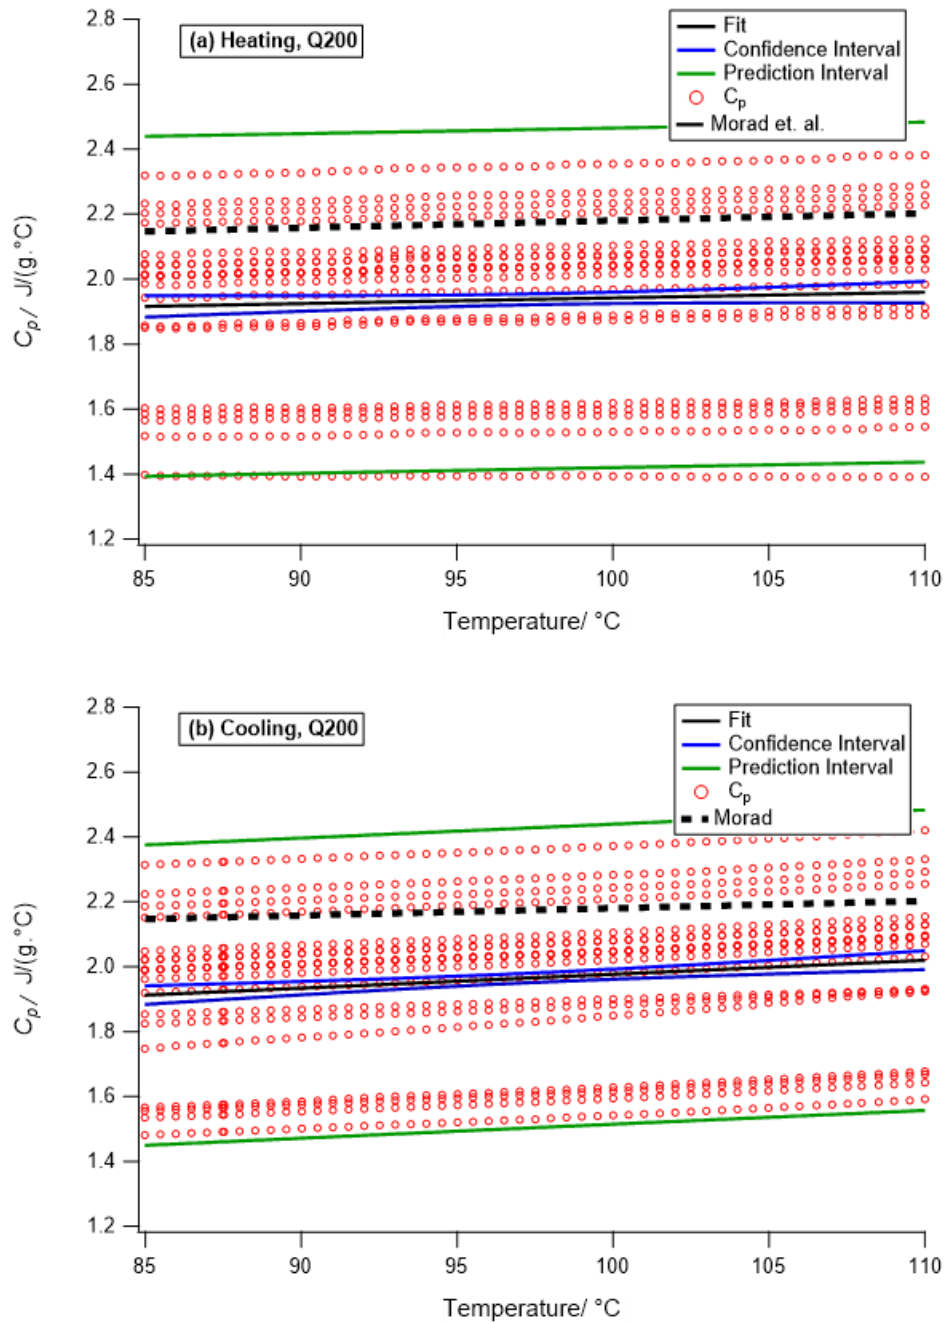 (a) Heating, Q200
Fit
Confidence Interval
Prediction Interval
Cp
Morad et. al.
2.8
2.6
2.4
2.2
2.0
1.8
1.6
1.4
1.2
Cp / J/(g.°C)
85 90 95 100 105 110
Temperature/ °C
(b) Cooling, Q200
Fit
Confidence Interval
Prediction Interval
Cp
Morad
2.8
2.6
2.4
2.2
2.0
1.8
1.6
1.4
1.2
Cp / J/(g.°C)
85 90 95 100 105 110
Temperature/ °C